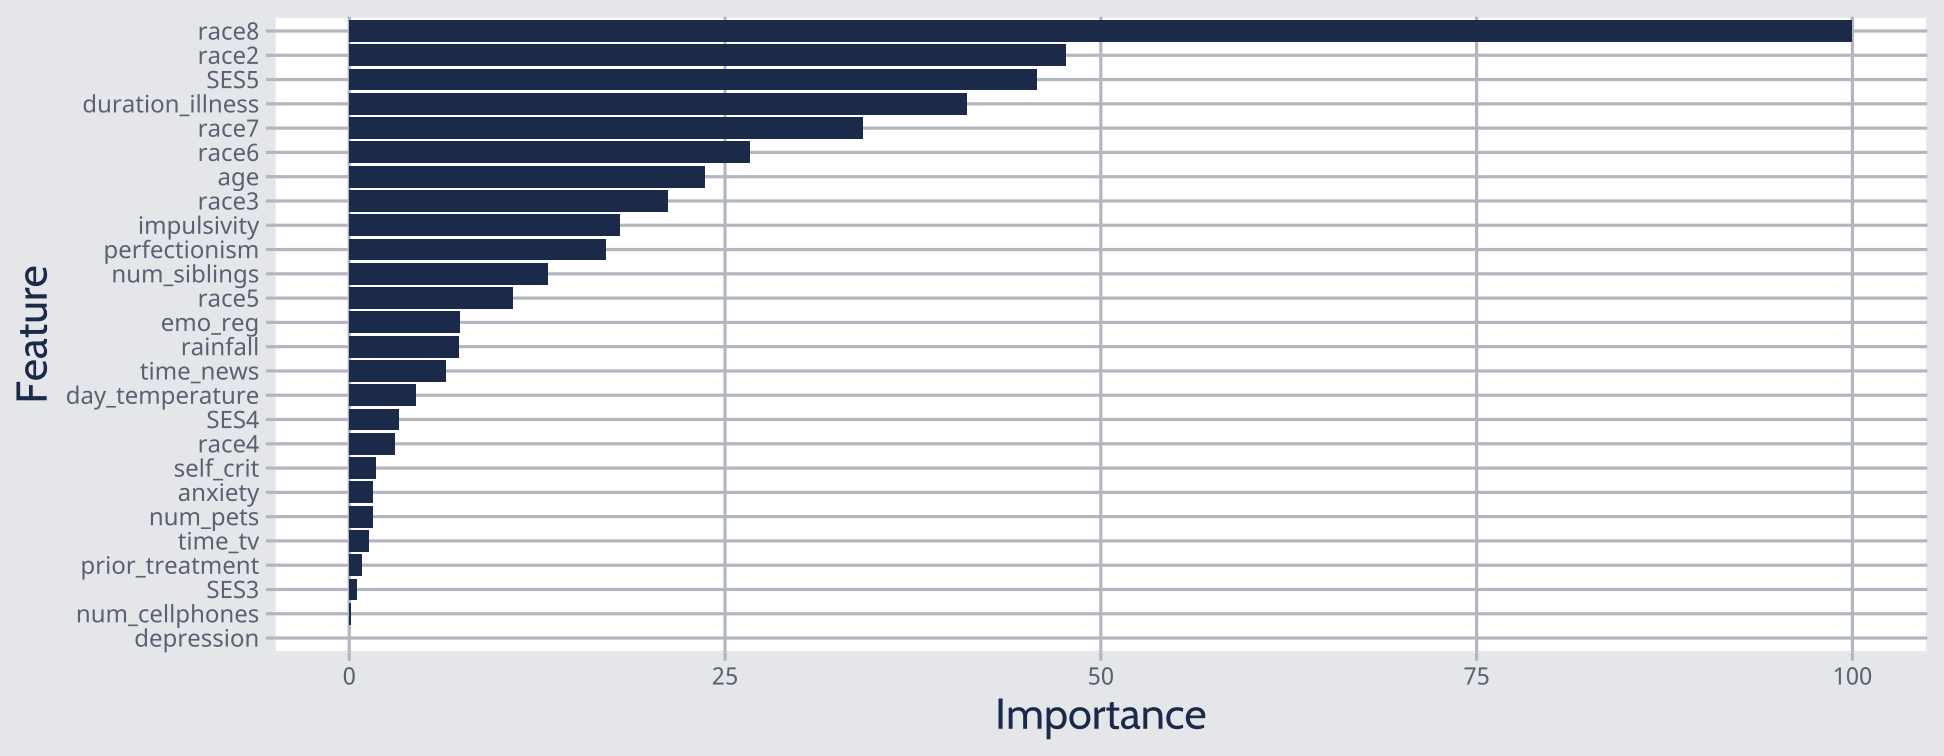 race8
race2
SES5
duration_illness
race7
race6
age
race3
impulsivity
perfectionism
num_siblings
race5
emo_reg
rainfall
time_news
day_temperature
SES4
race4
self_crit
anxiety
num_pets
time_tv
prior_treatment
SES3
num_cellphones
depression
Feature
0 25 50 75 100
Importance